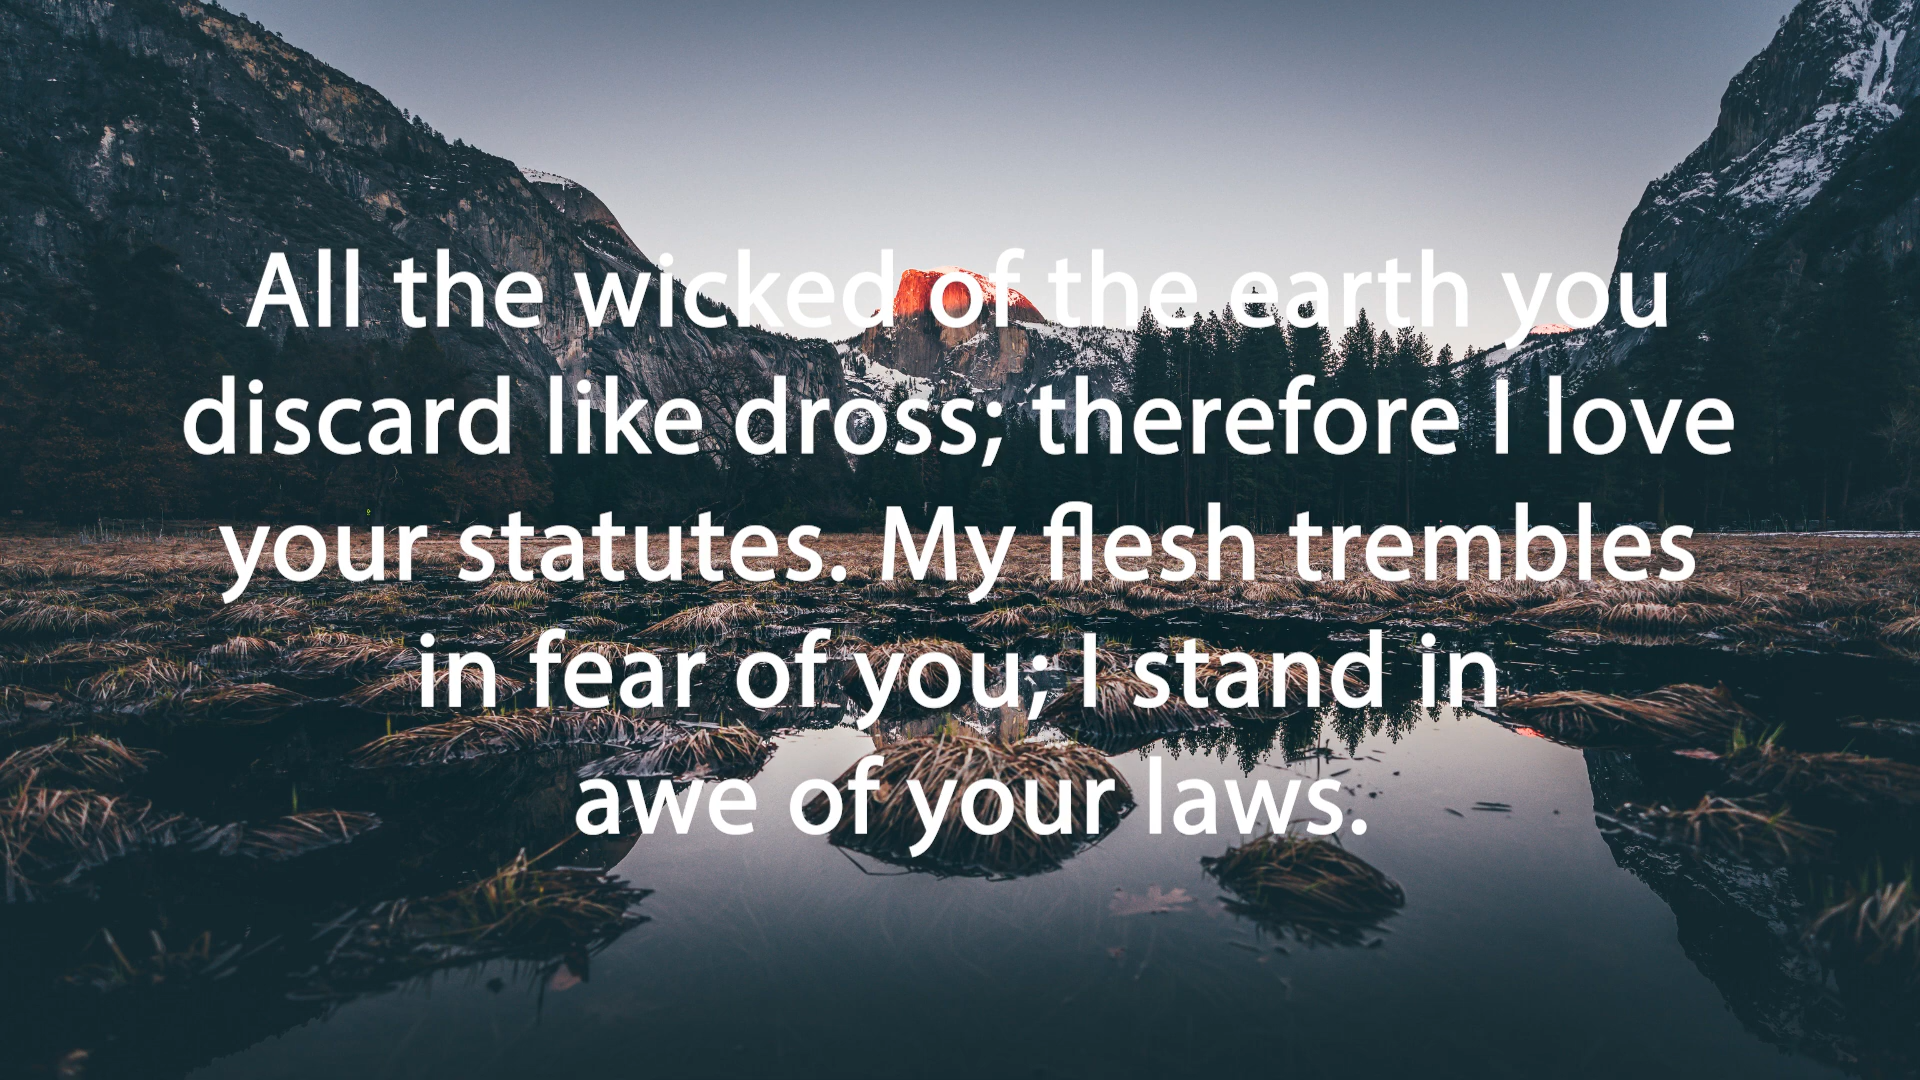 All the wicked of the earth you
discard like dross; therefore I love
your statutes. My flesh trembles
in fear of you; I stand in
awe of your laws.